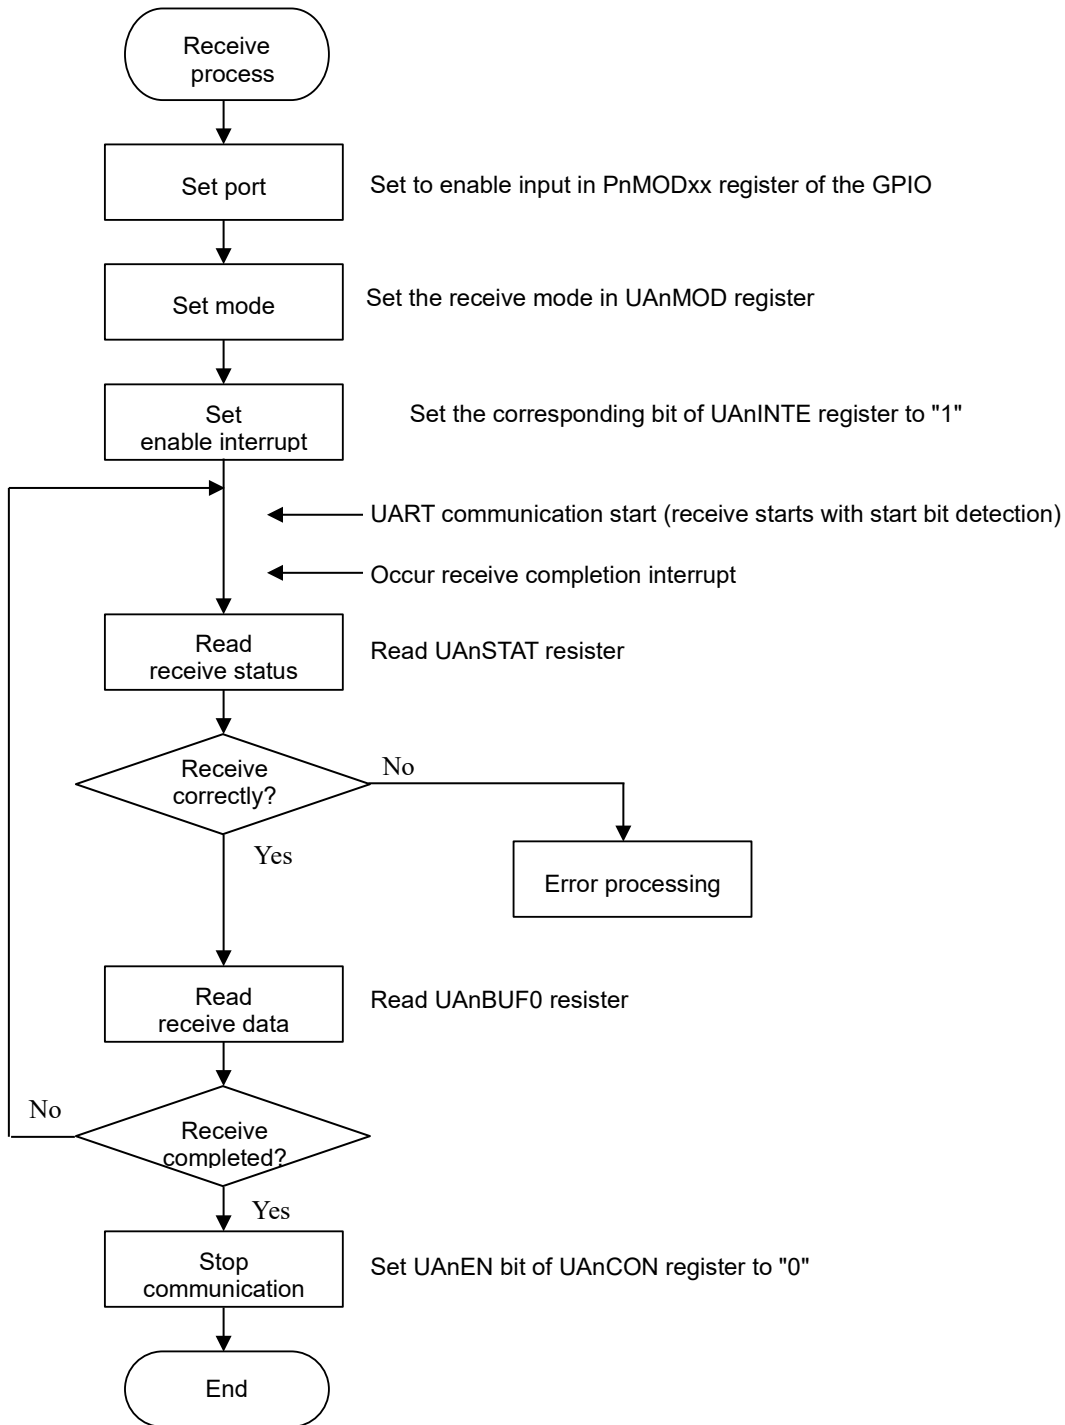 Receive
process
Set port
Set to enable input in PnMODxx register of the GPIO
Set mode
Set the receive mode in UAnMOD register
Set
enable interrupt
Set the corresponding bit of UAnINTE register to "1"
UART communication start (receive starts with start bit detection)
Occur receive completion interrupt
Read
receive status
Read UAnSTAT resister
Receive
correctly?
No
Yes
Error processing
Read
receive data
Read UAnBUF0 resister
No
Receive
completed?
Yes
Stop
communication
Set UAnEN bit of UAnCON register to "0"
End